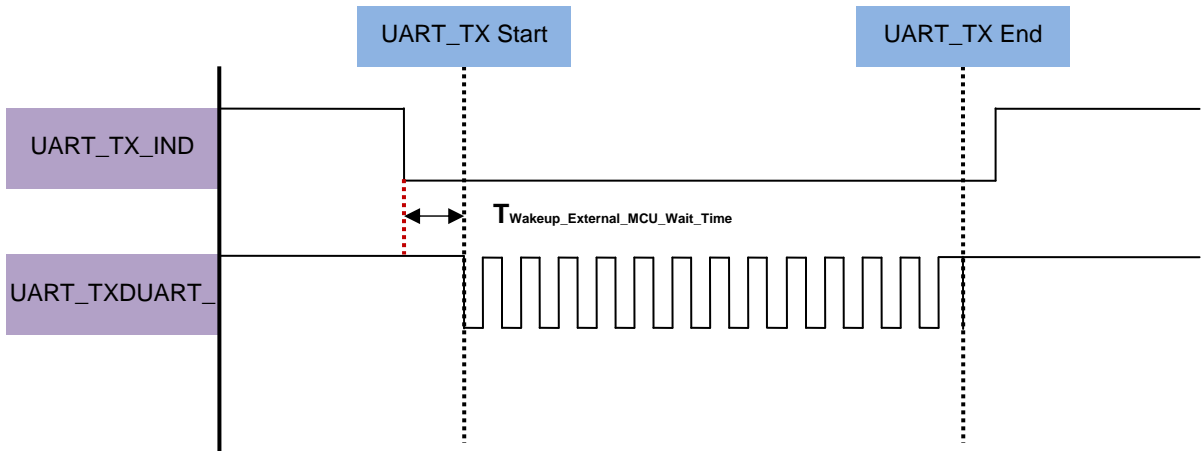 UART_TX Start
UART_TX End
UART_TX_IND
TWakeup_External_MCU_Wait_Time
UART_TXDUART_